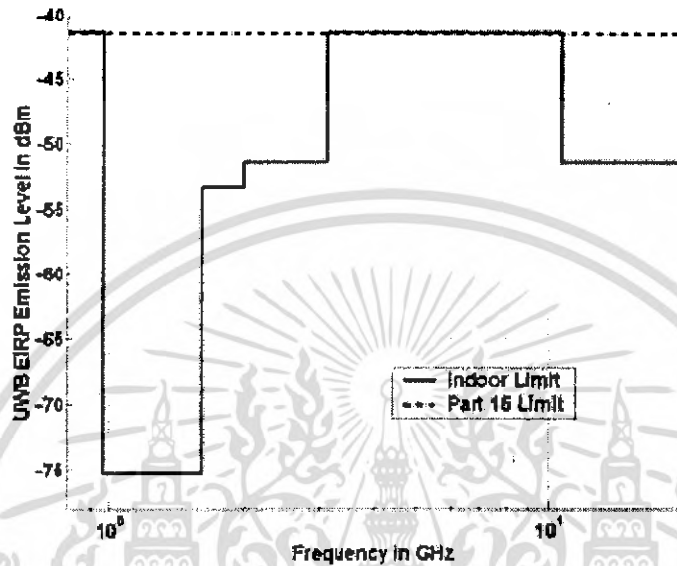 -40
-45
-50
-55
-60
-65
-70
-75
UWB EIRP Emission Level in dBm
Indoor Limit
Part 15 Limit
10⁰
10¹
Frequency in GHz